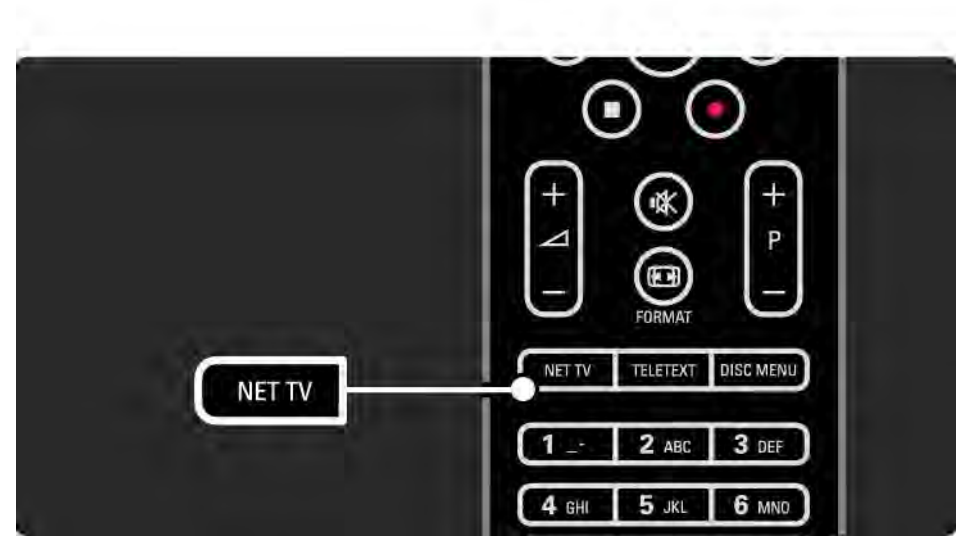 + +
P
— —
FORMAT
NET TV TELETEXT DISC MENU
NET TV
1 _- 2 ABC 3 DEF
4 GHI 5 JKL 6 MNO